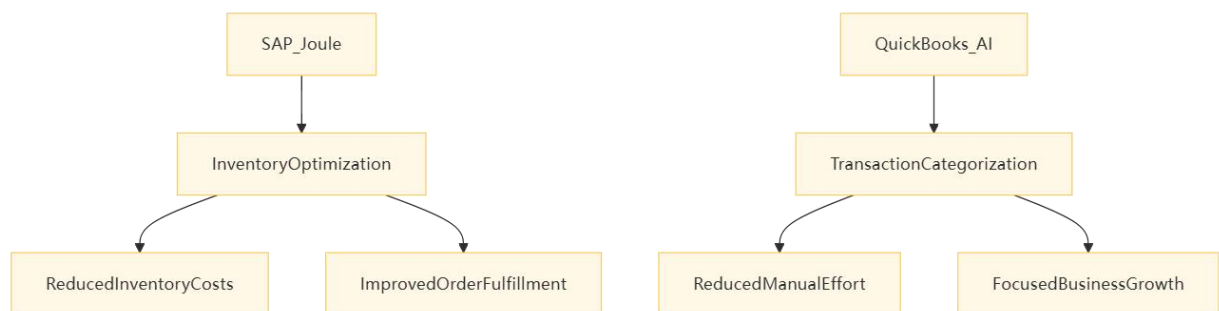 SAP_Joule
QuickBooks_AI
InventoryOptimization
TransactionCategorization
ReducedInventoryCosts
ImprovedOrderFulfillment
ReducedManualEffort
FocusedBusinessGrowth